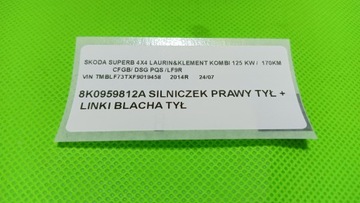 SKODA SUPERB 4X4 LAURIN&KLEMENT KOMBI 125 KW / 170KM
CFGB/ DSG PQS /LF9R
VIN TMBLF73TXF9019458 2014R 24/07
8K0959812A SILNICZEK PRAWY TYŁ +
LINKI BLACHA TYŁ